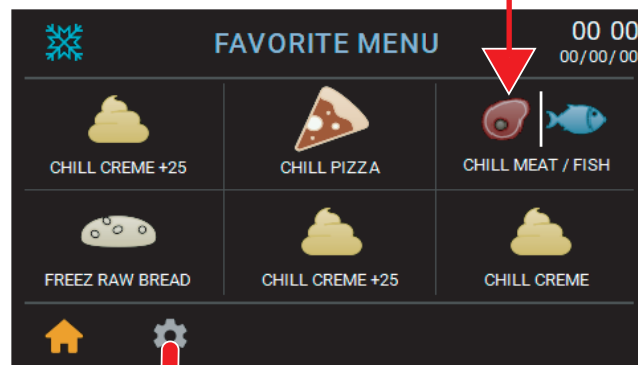 FAVORITE MENU
00 00
00/00/00
CHILL CREME +25
CHILL PIZZA
CHILL MEAT / FISH
FREEZ RAW BREAD
CHILL CREME +25
CHILL CREME